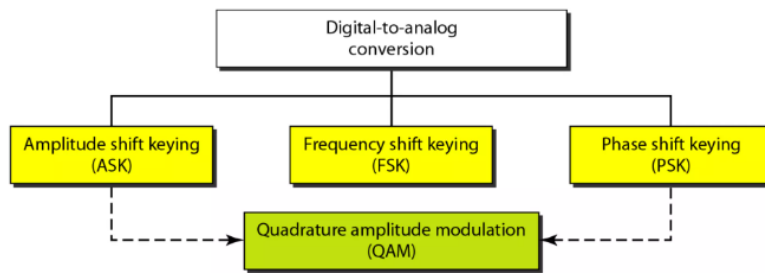 Digital-to-analog
conversion
Amplitude shift keying
(ASK)
Frequency shift keying
(FSK)
Phase shift keying
(PSK)
Quadrature amplitude modulation
(QAM)